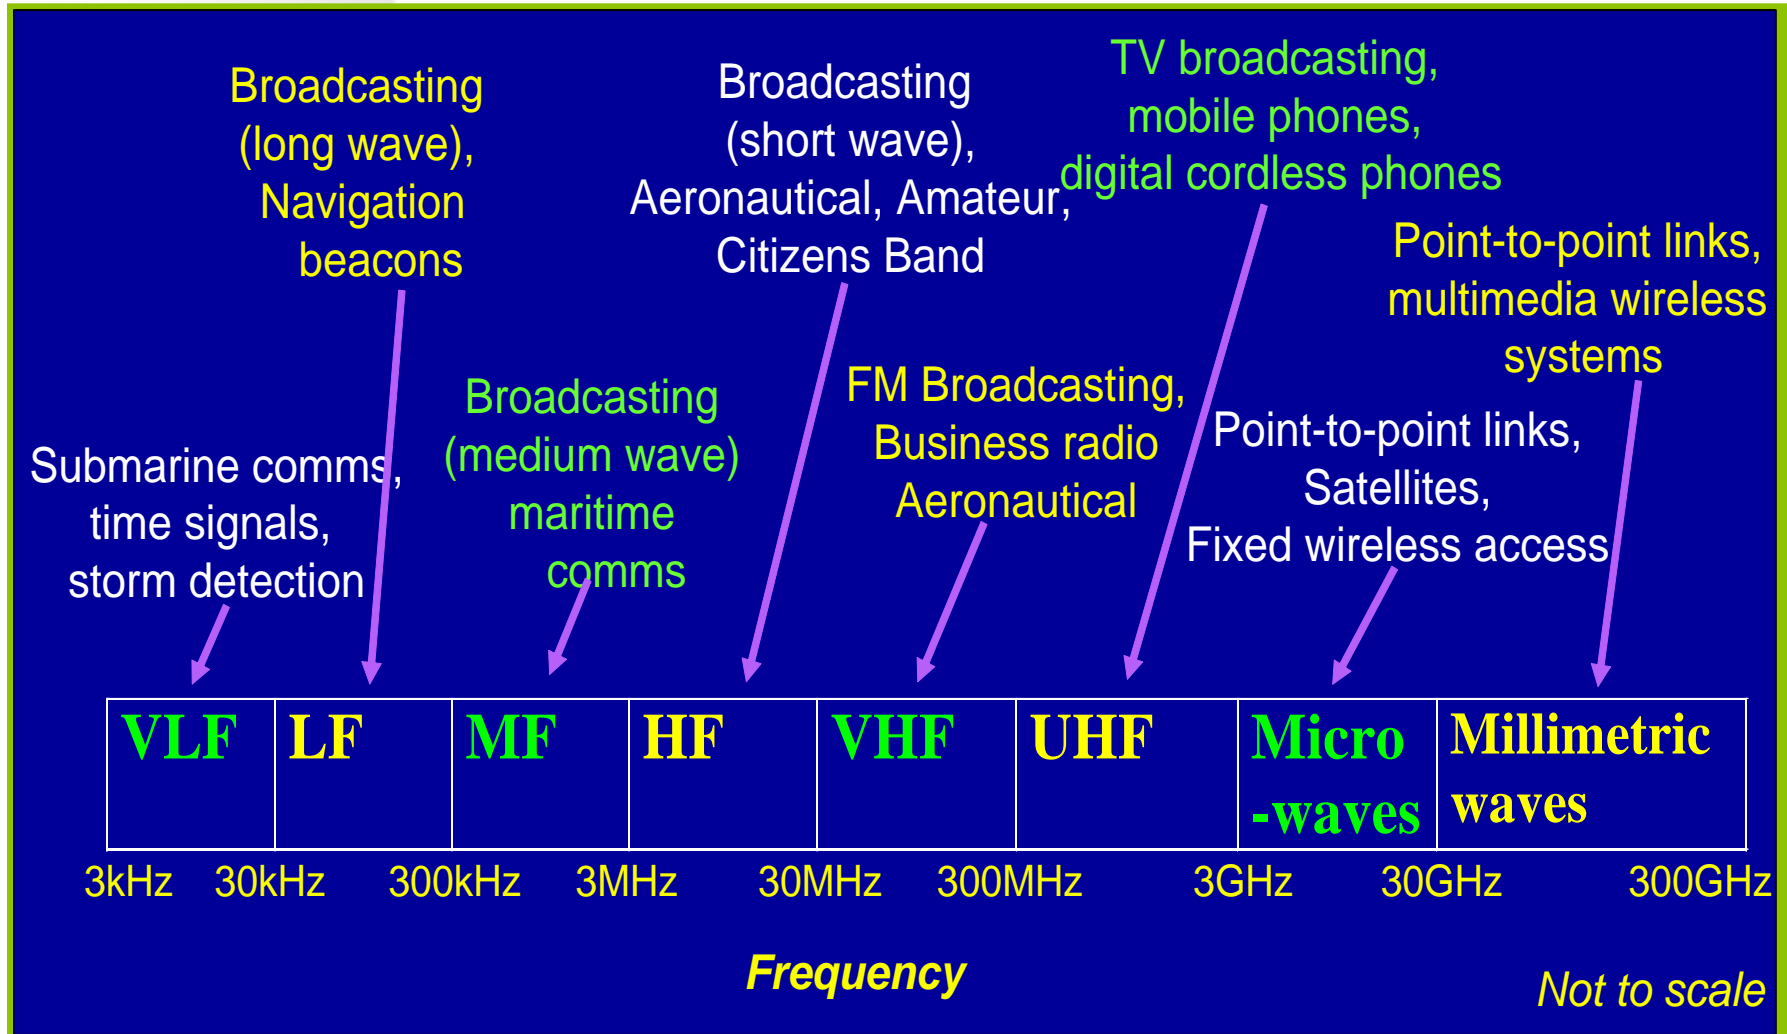 Broadcasting
(long wave),
Navigation
beacons
Broadcasting
(short wave),
Aeronautical, Amateur,
Citizens Band
TV broadcasting,
mobile phones,
digital cordless phones
Point-to-point links,
multimedia wireless
systems
Submarine comms,
time signals,
storm detection
Broadcasting
(medium wave)
maritime
comms
FM Broadcasting,
Business radio
Aeronautical
Point-to-point links,
Satellites,
Fixed wireless access
VLF
LF
MF
HF
VHF
UHF
Micro
-waves
Millimetric
waves
3kHz 30kHz 300kHz 3MHz 30MHz 300MHz 3GHz 30GHz 300GHz
Frequency
Not to scale